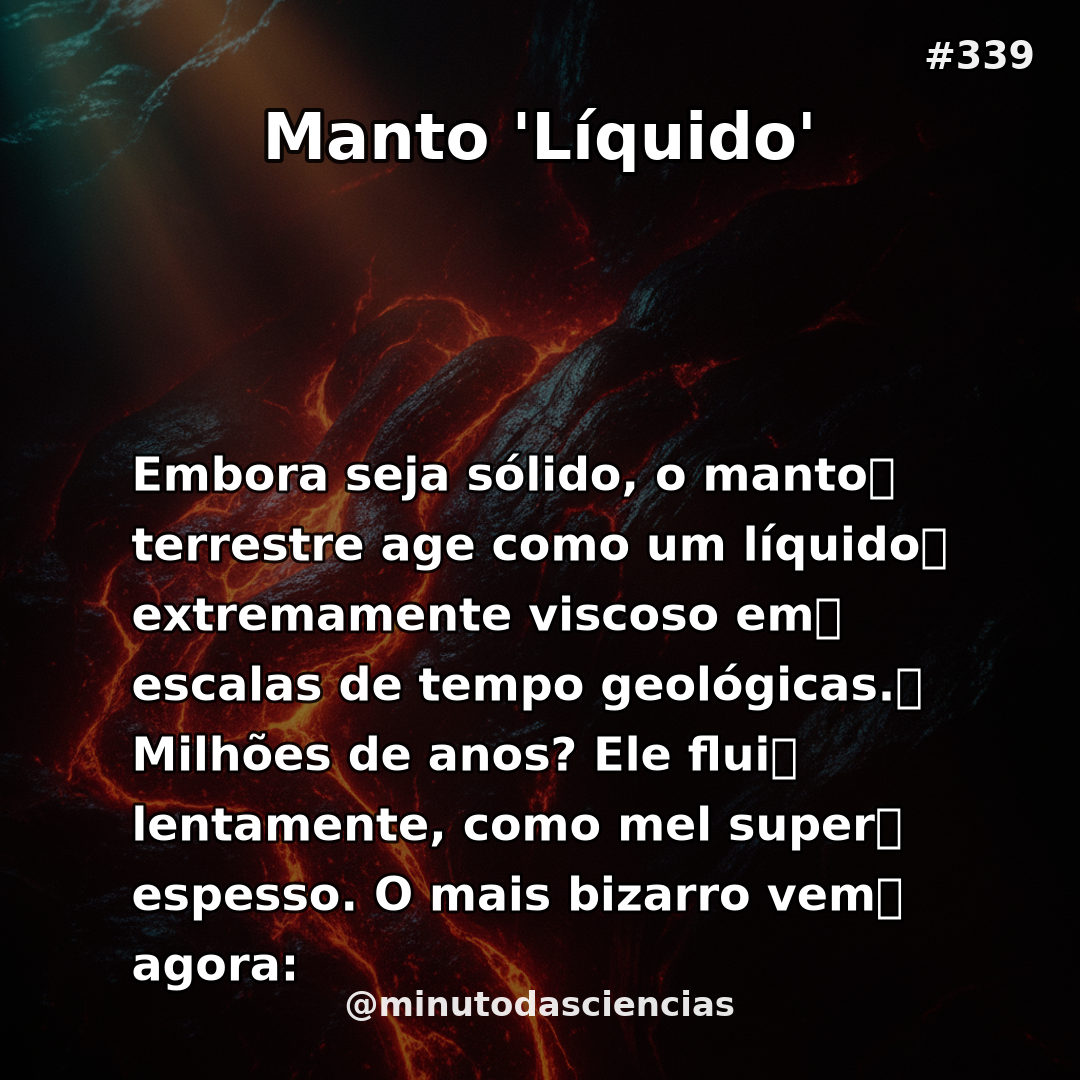 #339
Manto 'Líquido'
Embora seja sólido, o manto▯
terrestre age como um líquido▯
extremamente viscoso em▯
escalas de tempo geológicas.▯
Milhões de anos? Ele flui▯
lentamente, como mel super▯
espesso. O mais bizarro vem▯
agora:
@minutodasciencias